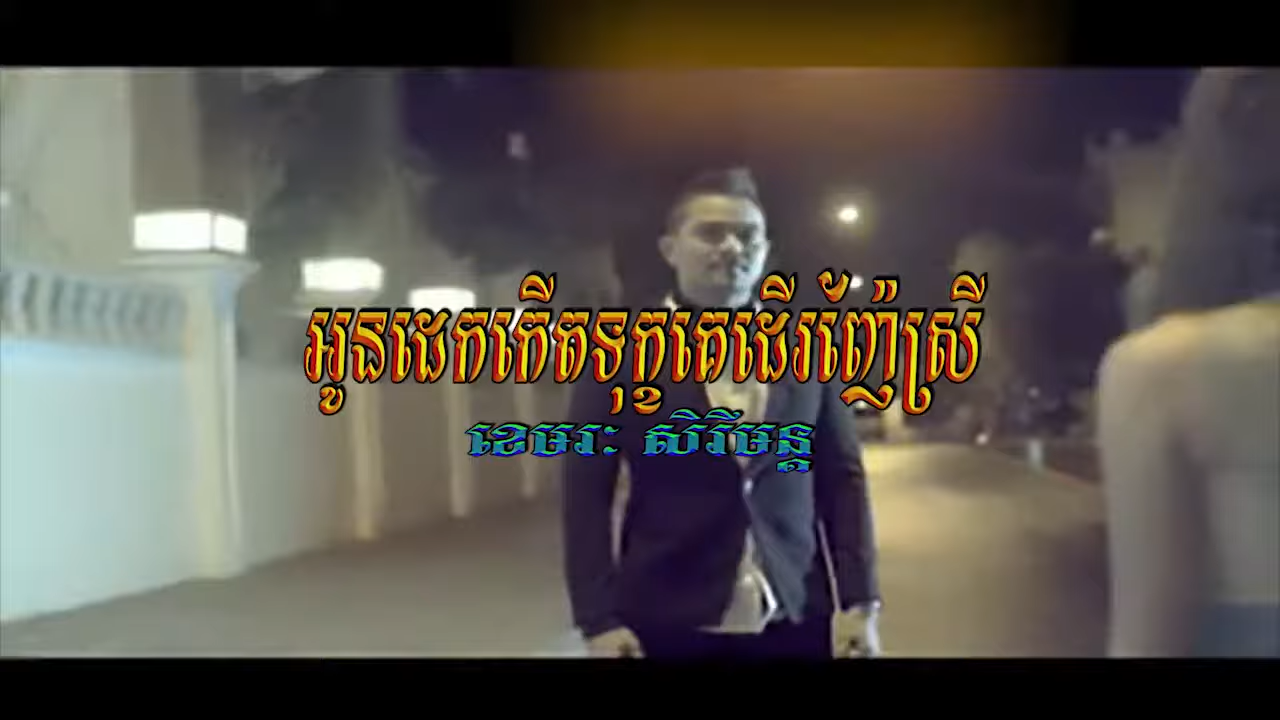 អូនដេកកើតទុក្ខគេដើរញ៉ែស្រី
ខេមរៈ សិរីមន្ត